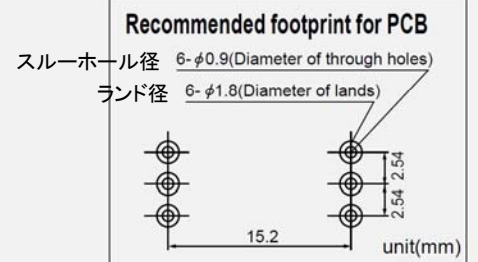 Recommended footprint for PCB
スルーホール径 6-φ0.9(Diameter of through holes)
ランド径 6- φ1.8(Diameter of lands)
2.54
2.54
15.2
unit(mm)